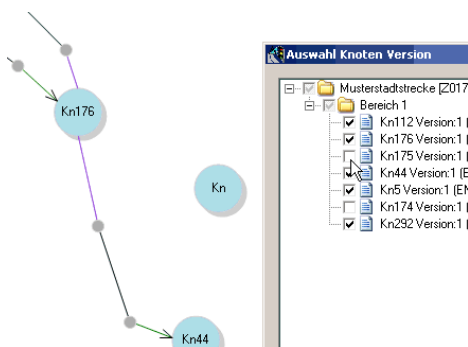 Kn176
Kn
Kn44
Auswahl Knoten Version
Musterstadtstrecke [Z017
Bereich 1
Kn112 Version:1 (
Kn176 Version:1 (
Kn175 Version:1 (
Kn44 Version:1 (E
Kn5 Version:1 (EN
Kn174 Version:1 (
Kn292 Version:1 (